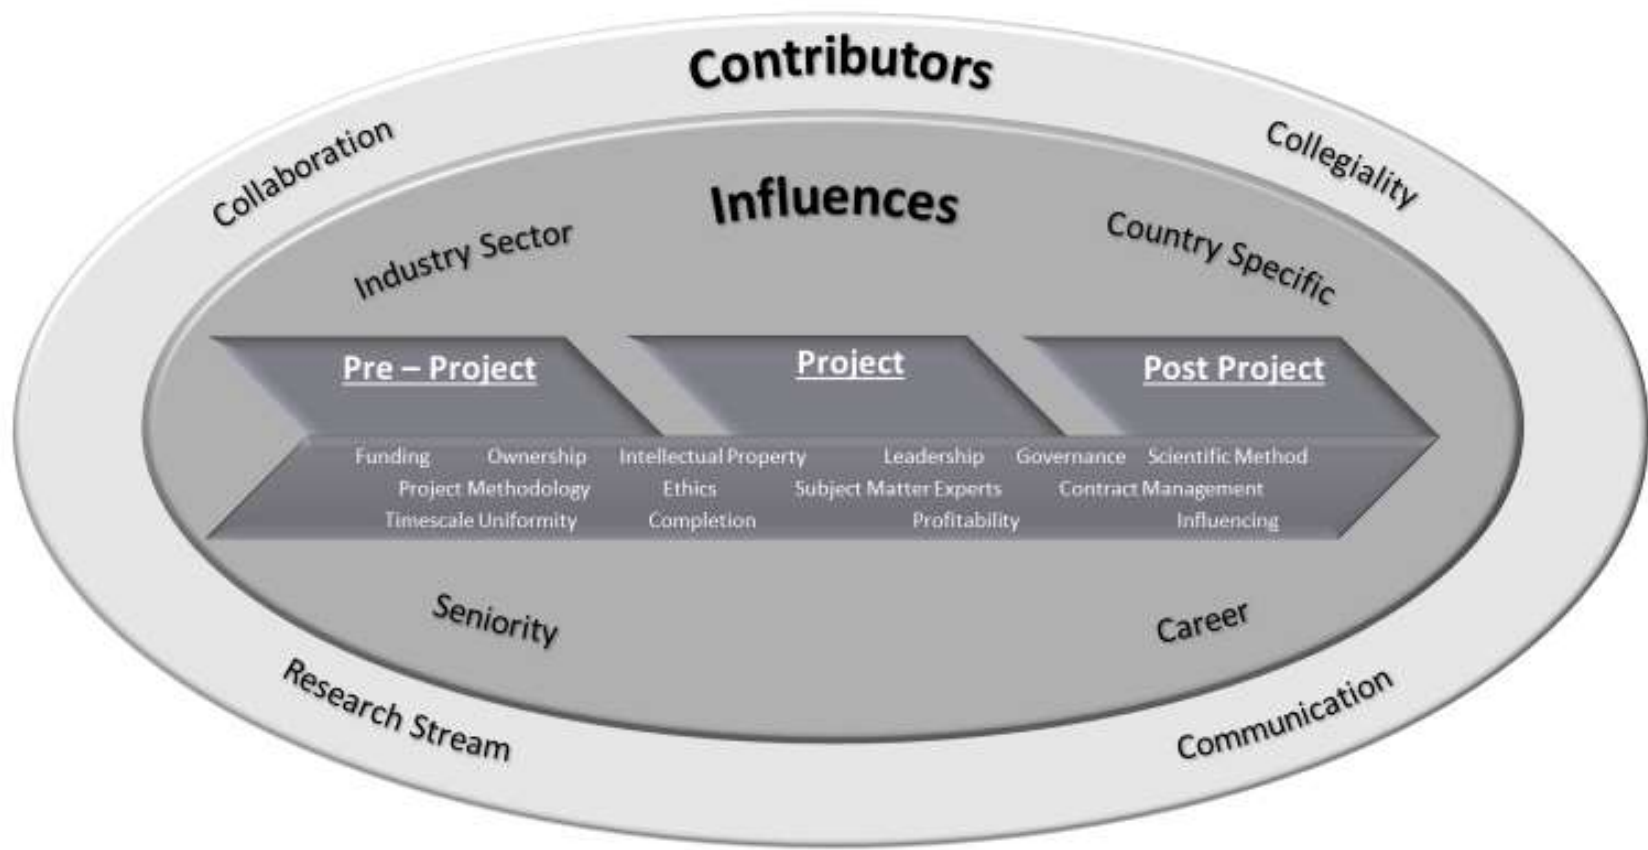 Contributors
Collaboration
Collegiality
Influences
Industry Sector
Country Specific
Pre – Project
Project
Post Project
Funding Ownership Intellectual Property Leadership Governance Scientific Method
Project Methodology Ethics Subject Matter Experts Contract Management
Timescale Uniformity Completion Profitability Influencing
Seniority
Career
Research Stream
Communication